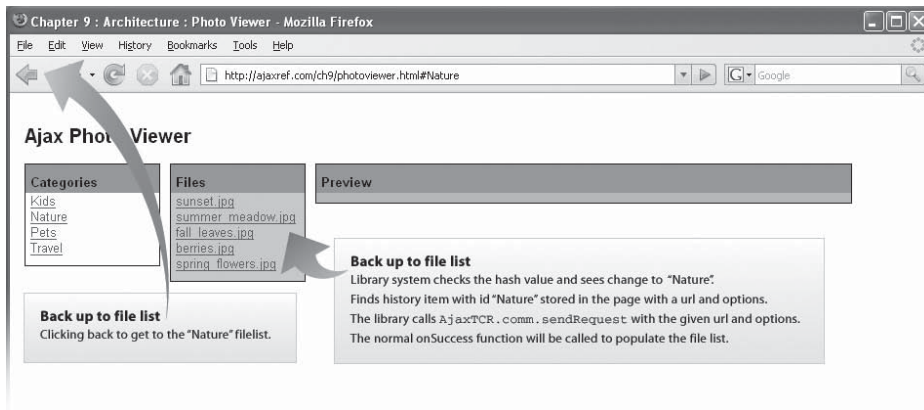 Chapter 9 : Architecture : Photo Viewer - Mozilla Firefox
File Edit View History Bookmarks Tools Help
http://ajaxref.com/ch9/photoviewer.html#Nature
G Google
Ajax Photo Viewer
Categories
Kids
Nature
Pets
Travel
Files
sunset.jpg
summer_meadow.jpg
fall_leaves.jpg
berries.jpg
spring_flowers.jpg
Preview
Back up to file list
Clicking back to get to the “Nature” filelist.
Back up to file list
Library system checks the hash value and sees change to “Nature”.
Finds history item with id “Nature” stored in the page with a url and options.
The library calls AjaxTCR.comm.sendRequest with the given url and options.
The normal onSuccess function will be called to populate the file list.